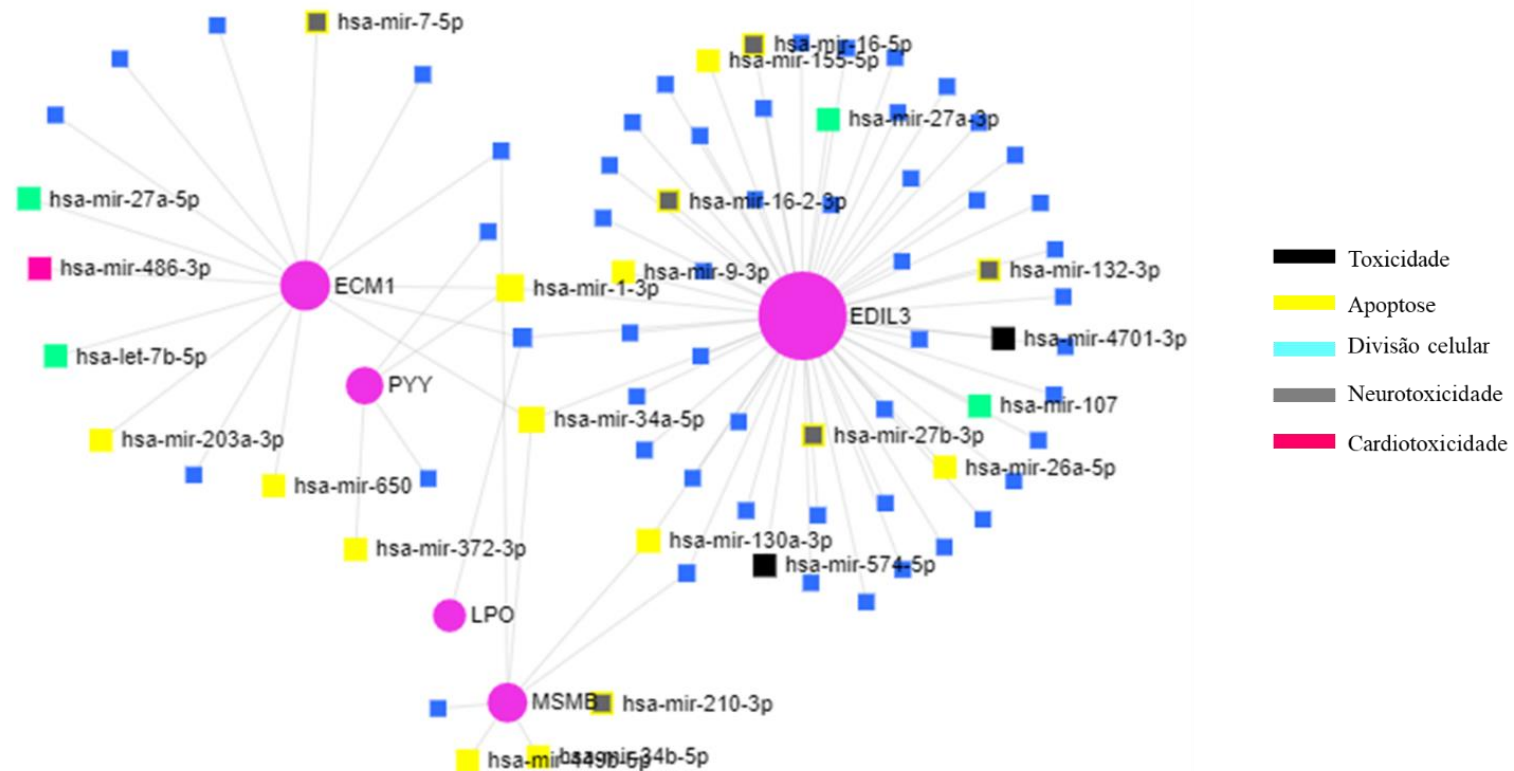 hsa-mir-7-5p
hsa-mir-16-5p
hsa-mir-155-5p
hsa-mir-27a-3p
hsa-mir-27a-5p
hsa-mir-16-2-3p
hsa-mir-486-3p
hsa-mir-9-3p
hsa-mir-132-3p
ECM1
hsa-mir-1-3p
EDIL3
hsa-mir-4701-3p
hsa-let-7b-5p
PYY
hsa-mir-107
hsa-mir-34a-5p
hsa-mir-203a-3p
hsa-mir-27b-3p
hsa-mir-26a-5p
hsa-mir-650
hsa-mir-372-3p
hsa-mir-130a-3p
hsa-mir-574-5p
LPO
MSMB
hsa-mir-210-3p
hsa-mir-34b-5p
hsa-mir-449b-5p
Toxicidade
Apoptose
Divisão celular
Neurotoxicidade
Cardiotoxicidade